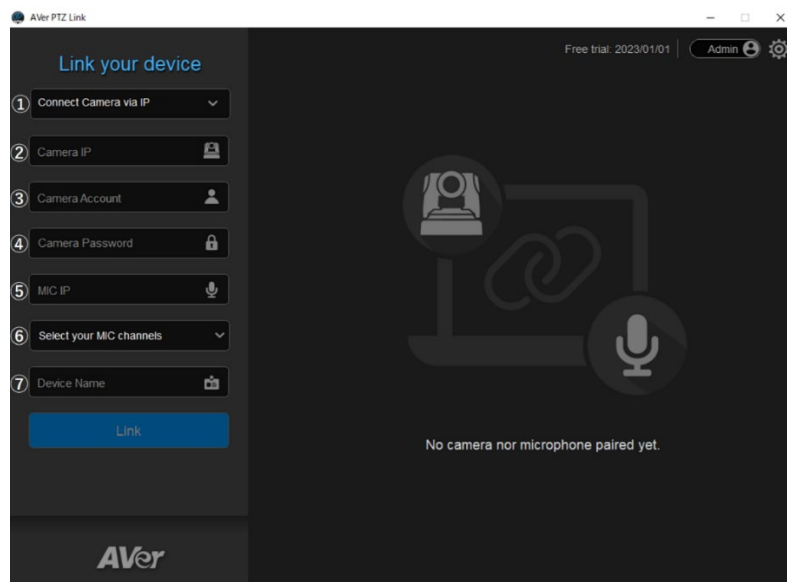 AVer PTZ Link
Link your device
Free trial: 2023/01/01
Admin
① Connect Camera via IP
② Camera IP
③ Camera Account
④ Camera Password
⑤ MIC IP
⑥ Select your MIC channels
⑦ Device Name
Link
No camera nor microphone paired yet.
AVer